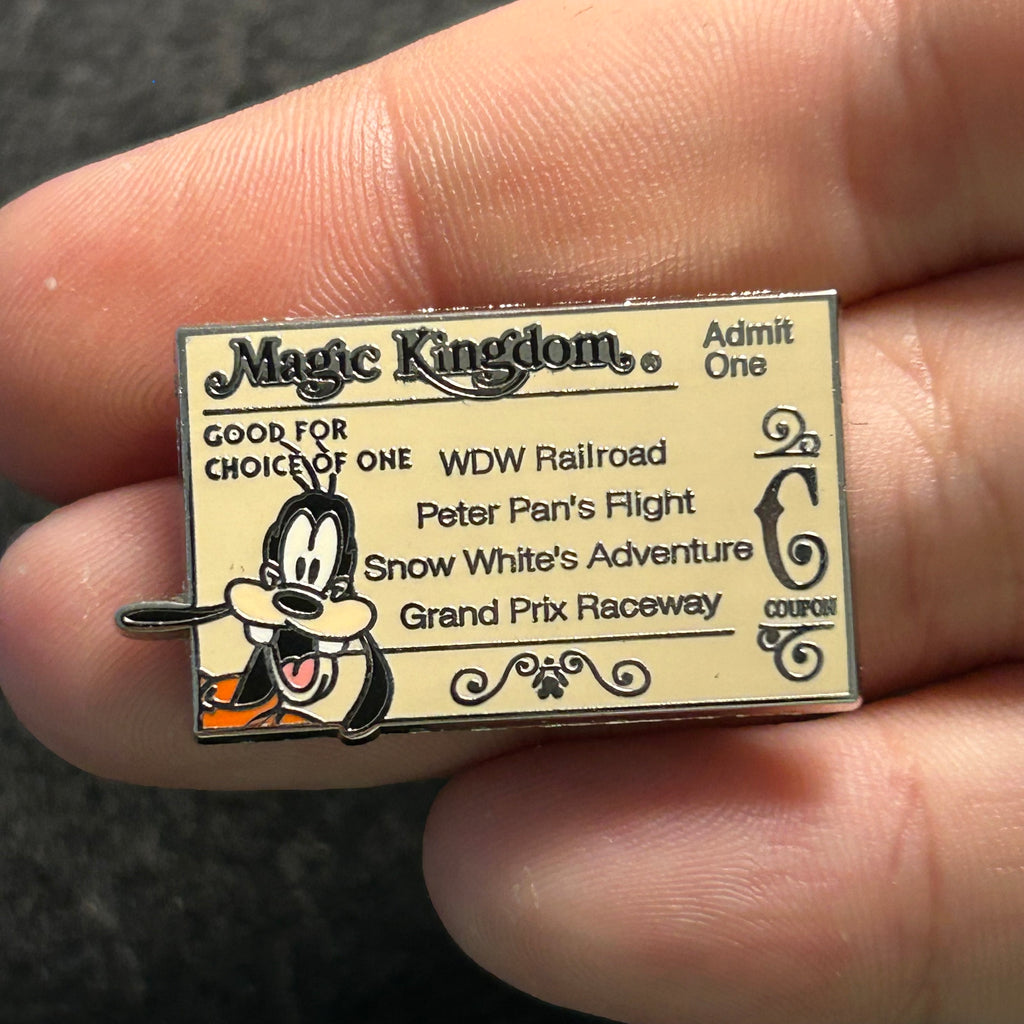 Magic Kingdom®
Admit
One
GOOD FOR
CHOICE OF ONE
WDW Railroad
Peter Pan's Flight
Snow White's Adventure
Grand Prix Raceway
C
COUPON